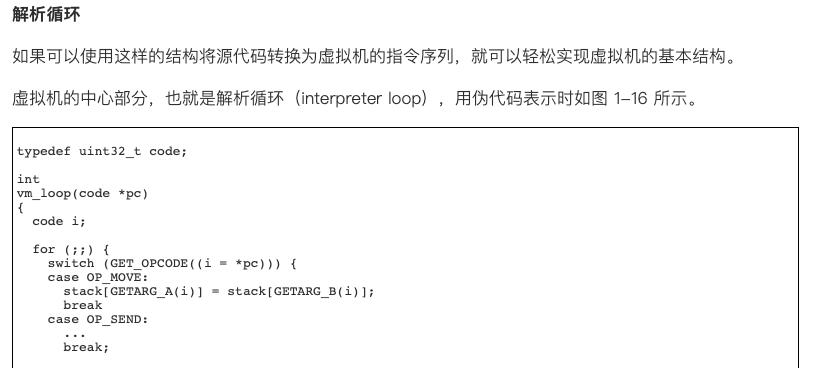 解析循环
如果可以使用这样的结构将源代码转换为虚拟机的指令序列，就可以轻松实现虚拟机的基本结构。
虚拟机的中心部分，也就是解析循环（interpreter loop），用伪代码表示时如图 1–16 所示。
typedef uint32_t code;
int
vm_loop(code *pc)
{
  code i;
  for (;;) {
    switch (GET_OPCODE((i = *pc))) {
    case OP_MOVE:
      stack[GETARG_A(i)] = stack[GETARG_B(i)];
      break
    case OP_SEND:
      ...
      break;